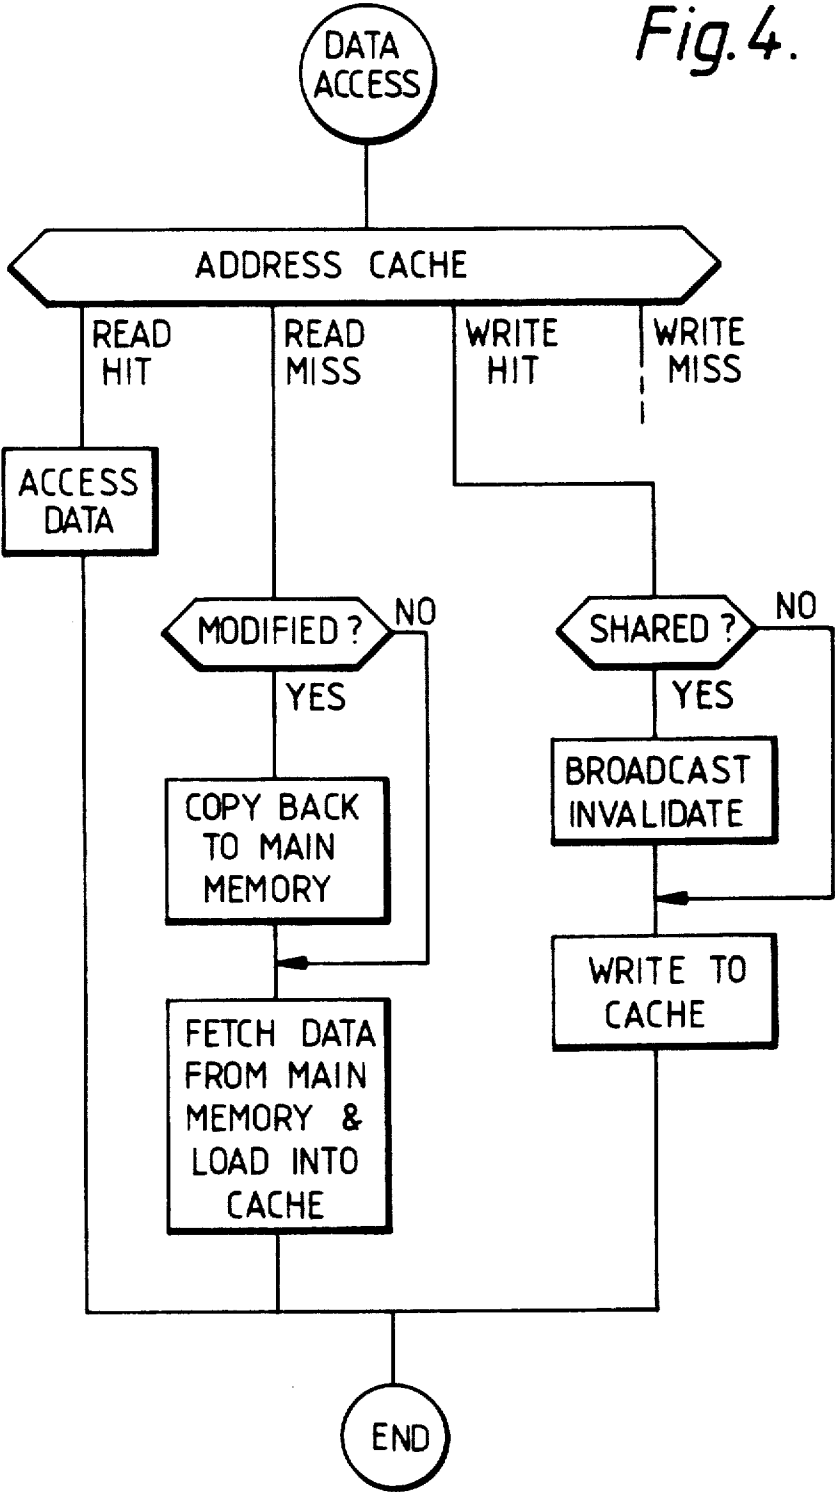 Fig. 4.
DATA
ACCESS
ADDRESS CACHE
READ
HIT
READ
MISS
WRITE
HIT
WRITE
MISS
ACCESS
DATA
MODIFIED ?
NO
YES
SHARED ?
NO
YES
COPY BACK
TO MAIN
MEMORY
BROADCAST
INVALIDATE
FETCH DATA
FROM MAIN
MEMORY &
LOAD INTO
CACHE
WRITE TO
CACHE
END